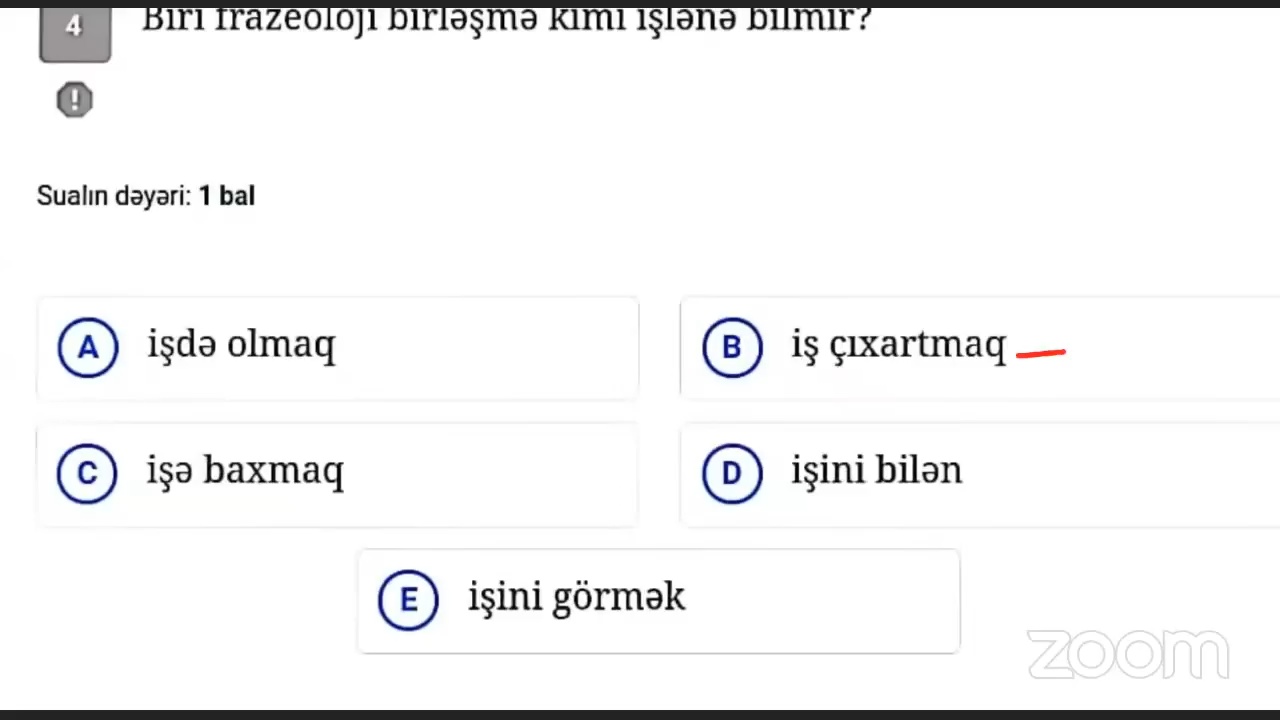 4
Biri frazeoloji birləşmə kimi işlənə bilmir?
!
Sualın dəyəri: 1 bal
A işdə olmaq
B iş çıxartmaq
C işə baxmaq
D işini bilən
E işini görmək
zoom